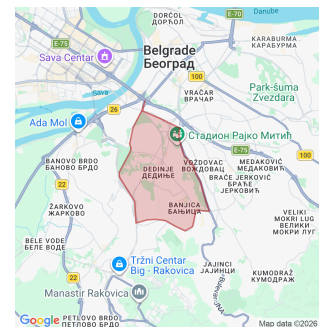 DORĆOL
ДОРЋОЛ
E-70
Danube
E-75
Belgrade
Београд
KARABURMA
КАРАБУРМА
Sava Centar
100
Park-šuma
Zvezdara
Sava
26
VRAČAR
ВРАЧАР
Ada Mol
Стадион Рајко Митић
E-75
BANOVO BRDO
БАНОВО БРДО
DEDINJE
ДЕДИЊЕ
VOŽDOVAC
ВОЖДОВАЦ
MEDAKOVIĆ
МЕДАКОВИЋ
BRAĆE JERKOVIĆ
БРАЋЕ
ЈЕРКОВИЋ
22
ŽARKOVO
ЖАРКОВО
BANJICA
БАЊИЦА
VELIKI
MOKRI LUG
ВЕЛИКИ
МОКРИ ЛУГ
BELE VODE
БЕЛЕ ВОДЕ
Tržni Centar
Big - Rakovica
JAJINCI
ЈАЈИНЦИ
KUMODRAŽ
КУМОДРАЖ
22
Manastir Rakovica
100
PETLOVO BRDO
ПЕТЛОВО БРДО
Google
Map data ©2026